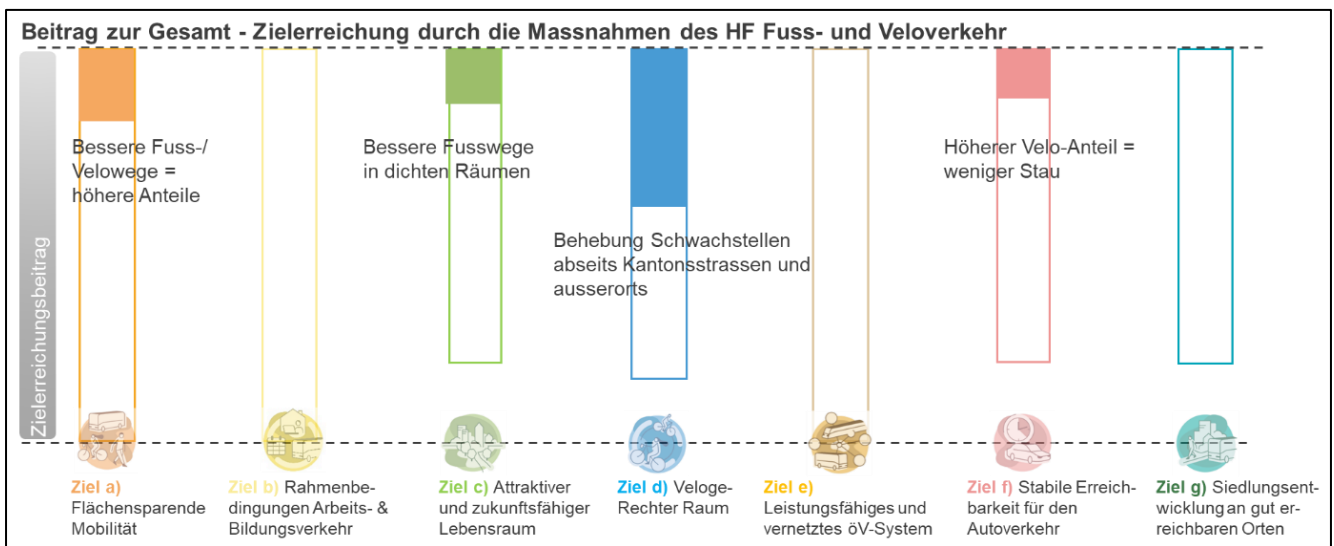 Beitrag zur Gesamt - Zielerreichung durch die Massnahmen des HF Fuss- und Veloverkehr
Zielerreichungsbeitrag
Bessere Fuss-/
Velowege =
höhere Anteile
Bessere Fusswege
in dichten Räumen
Behebung Schwachstellen
abseits Kantonsstrassen und
ausserorts
Höherer Velo-Anteil =
weniger Stau
Ziel a)
Flächensparende
Mobilität
Ziel b) Rahmenbe-
dingungen Arbeits- &
Bildungsverkehr
Ziel c) Attraktiver
und zukunftsfähiger
Lebensraum
Ziel d) Veloge-
Rechter Raum
Ziel e)
Leistungsfähiges und
vernetztes öV-System
Ziel f) Stabile Erreich-
barkeit für den
Autoverkehr
Ziel g) Siedlungsent-
wicklung an gut er-
reichbaren Orten